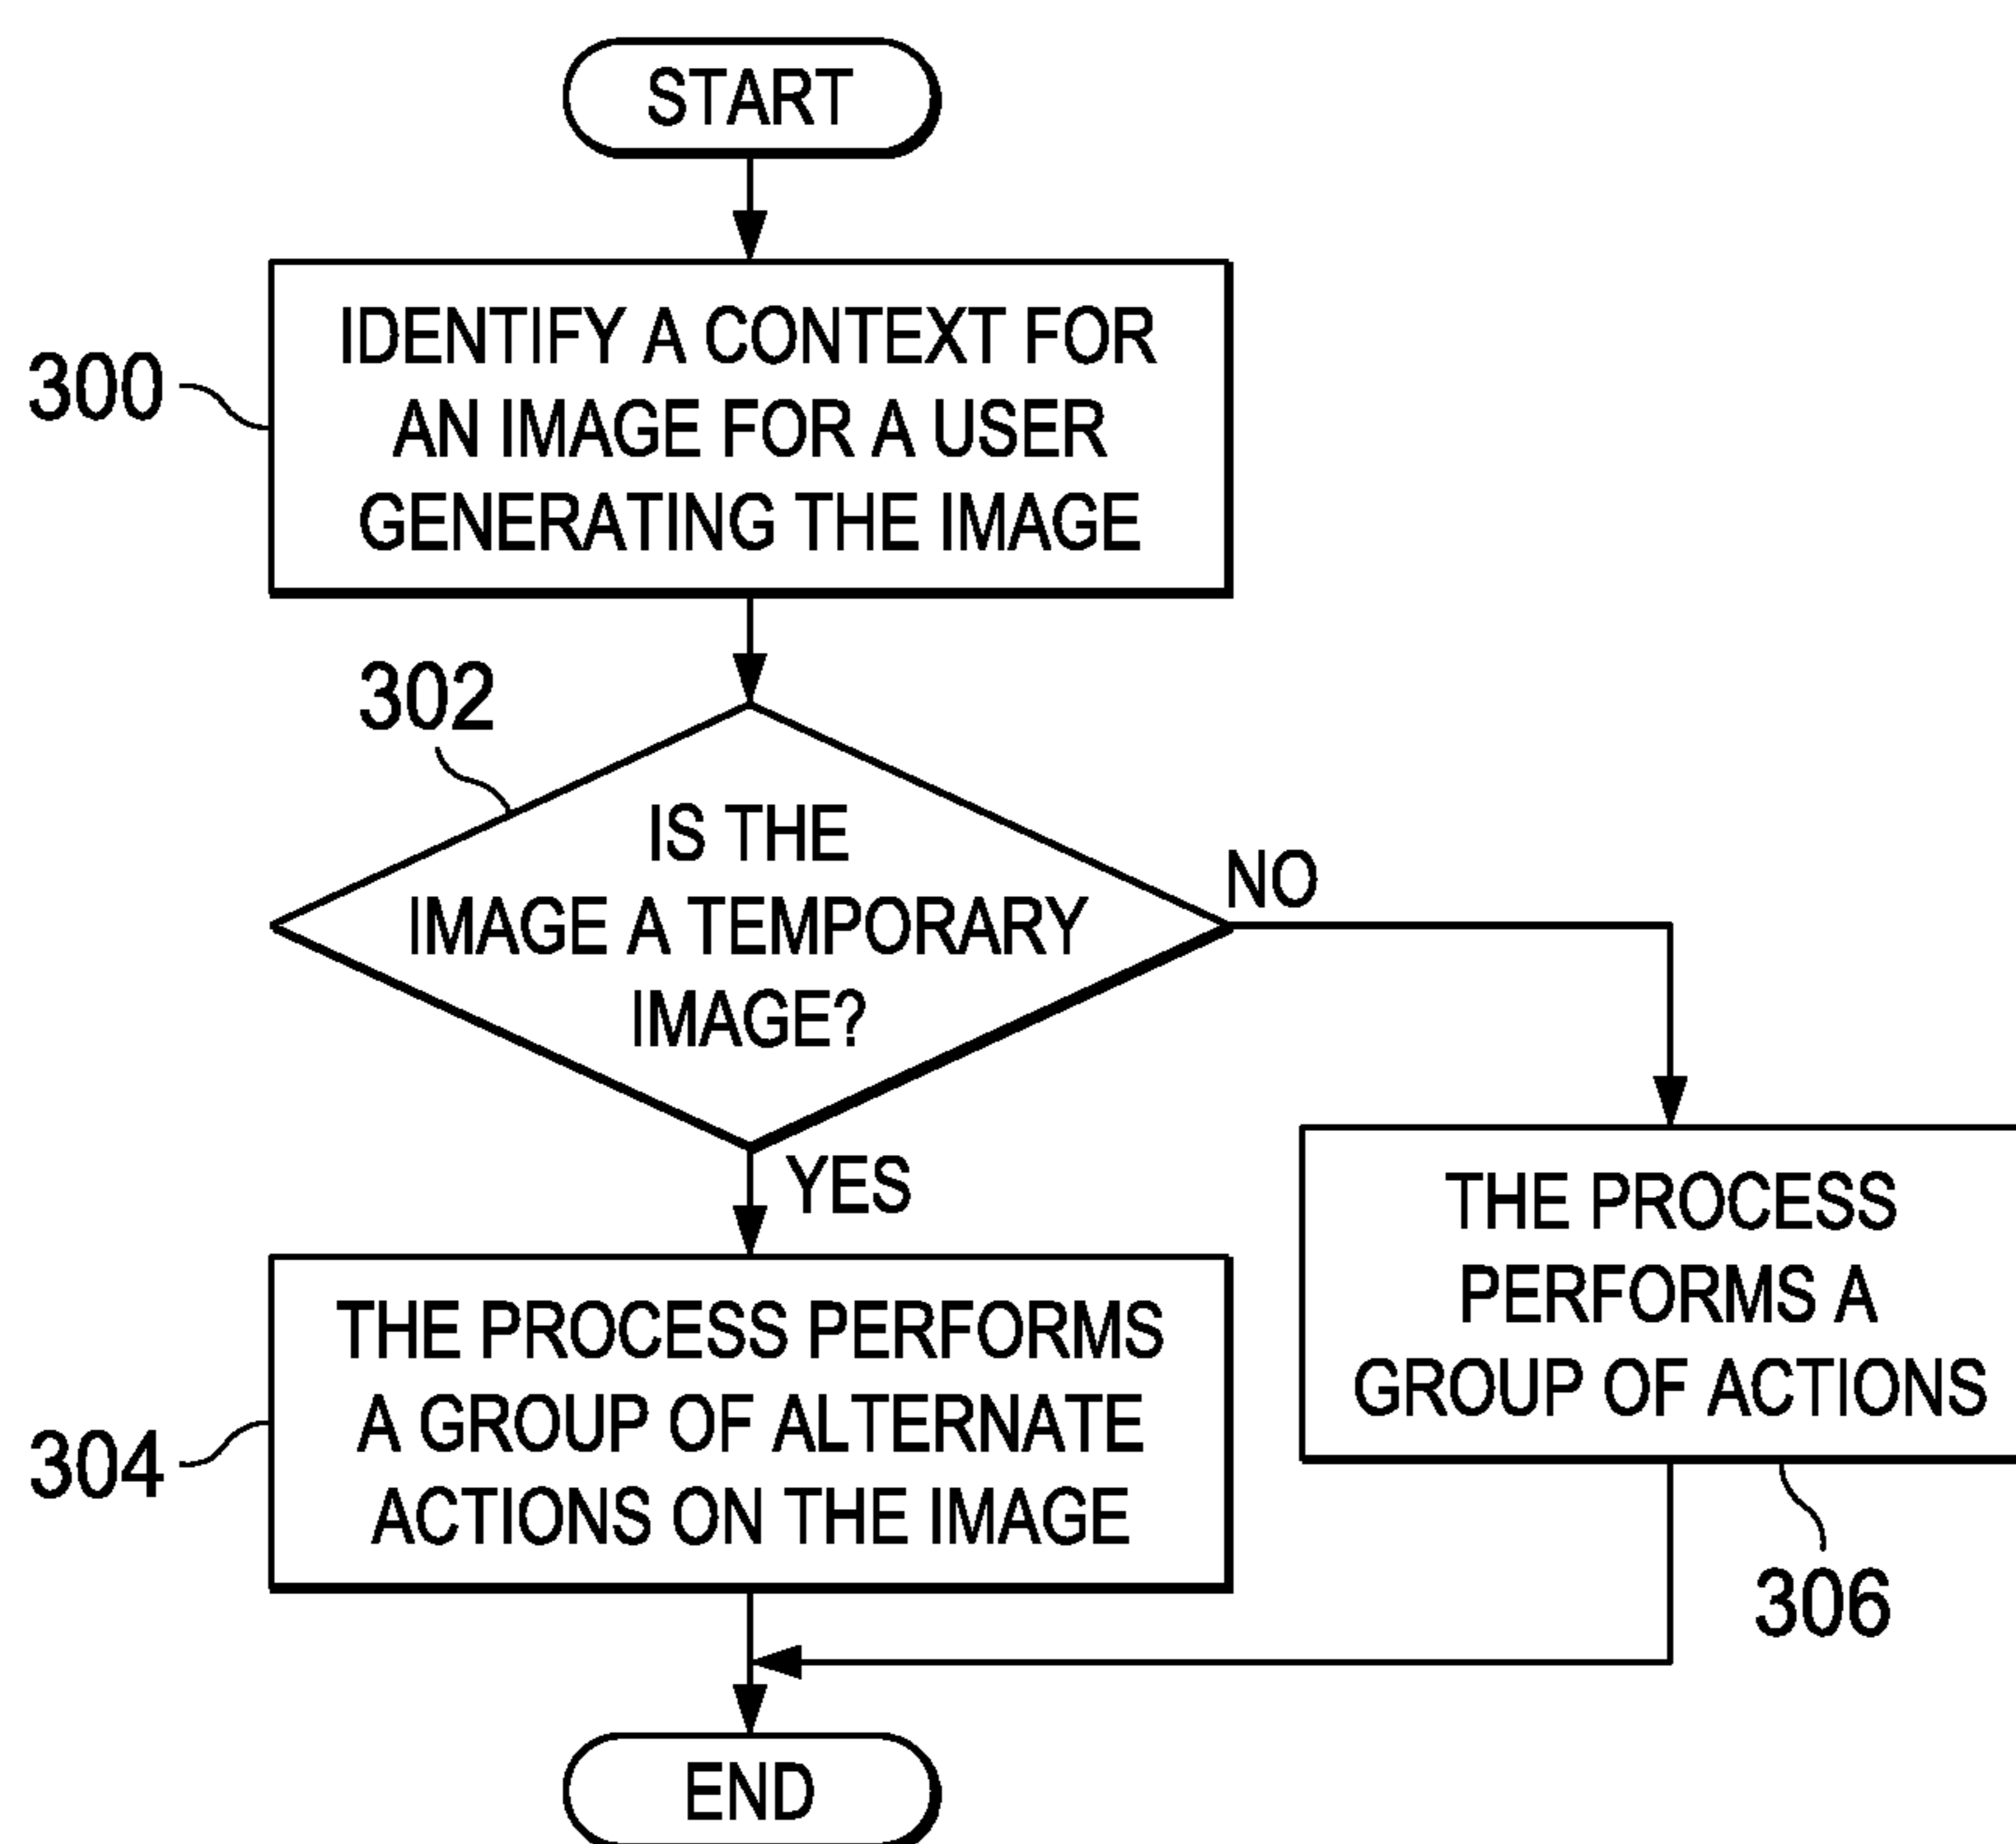 START
300
IDENTIFY A CONTEXT FOR
AN IMAGE FOR A USER
GENERATING THE IMAGE
302
IS THE
IMAGE A TEMPORARY
IMAGE?
NO
YES
THE PROCESS
PERFORMS A
GROUP OF ACTIONS
304
THE PROCESS PERFORMS
A GROUP OF ALTERNATE
ACTIONS ON THE IMAGE
306
END